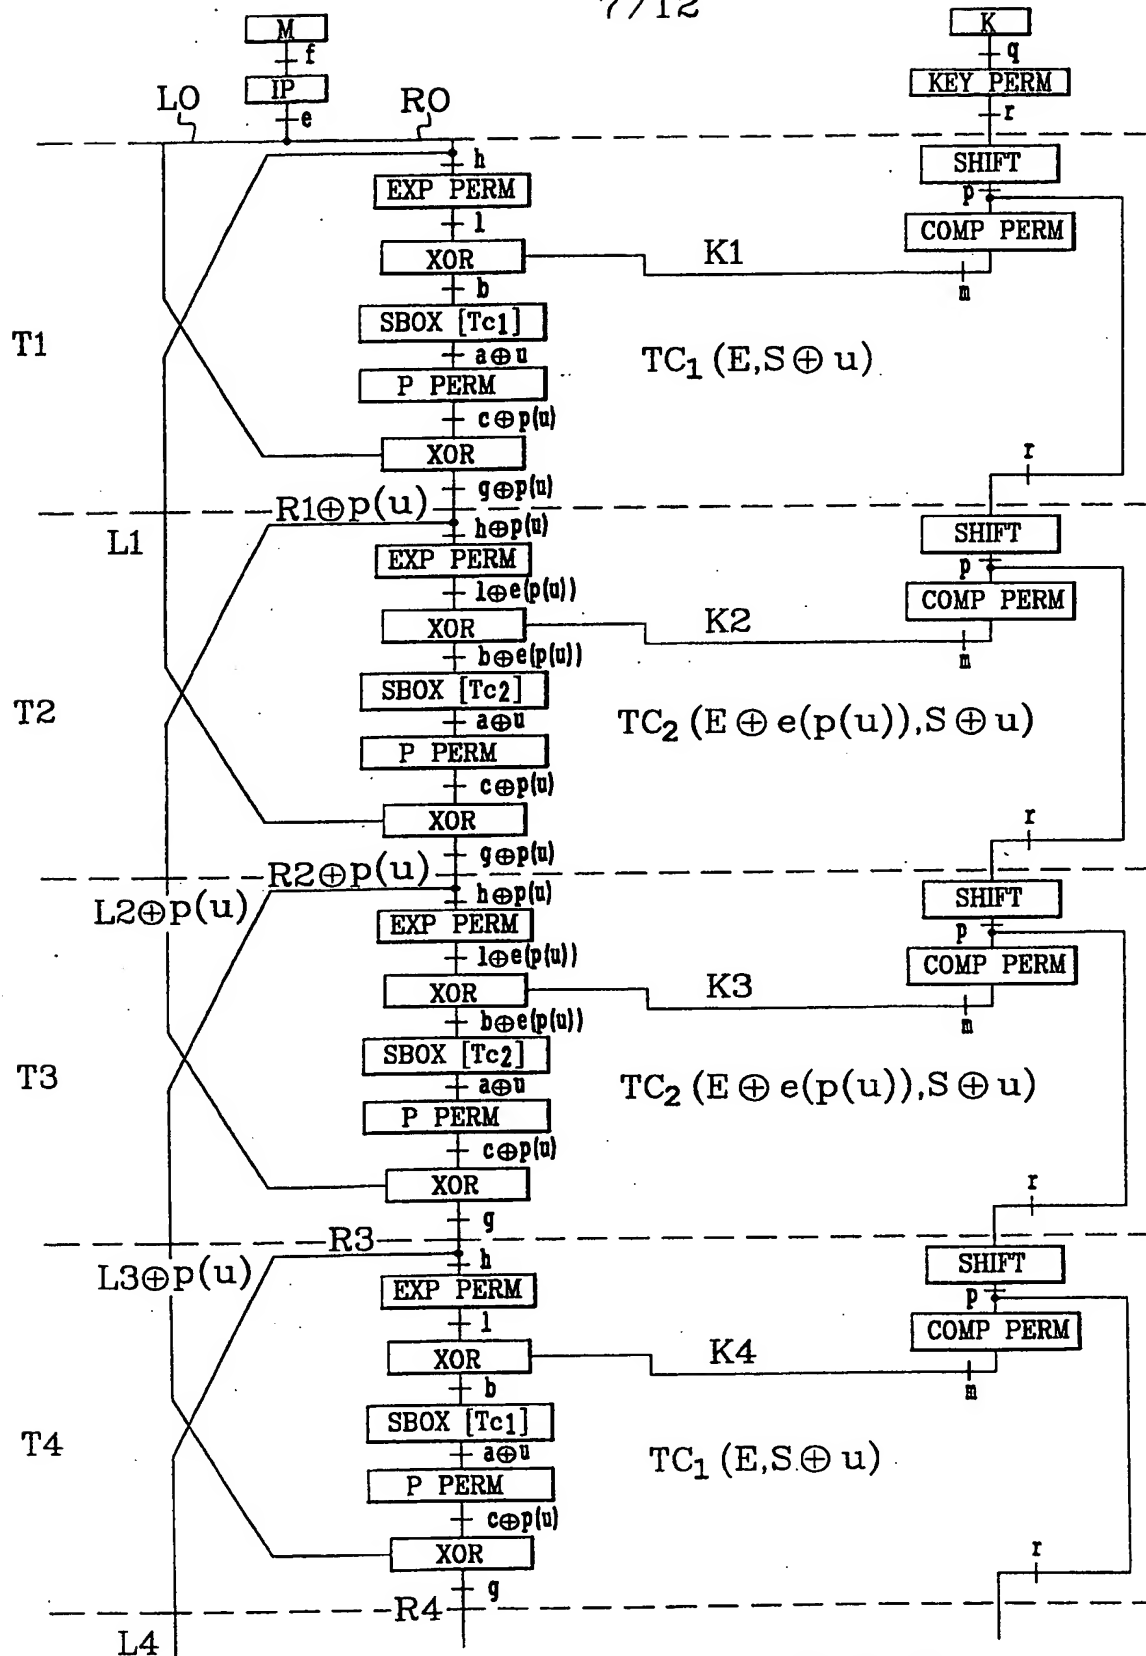 7/12
M
K
f
q
IP
KEY PERM
L0
R0
e
r
h
SHIFT
EXP PERM
p
l
COMP PERM
XOR
K1
m
b
T1
SBOX [Tc1]
a⊕u
TC₁ (E,S ⊕ u)
P PERM
c⊕p(u)
XOR
r
g⊕p(u)
R1⊕p(u)
L1
h⊕p(u)
SHIFT
EXP PERM
p
l⊕e(p(u))
COMP PERM
XOR
K2
m
b⊕e(p(u))
T2
SBOX [Tc2]
a⊕u
TC₂ (E ⊕ e(p(u)),S ⊕ u)
P PERM
c⊕p(u)
XOR
r
g⊕p(u)
R2⊕p(u)
L2⊕p(u)
h⊕p(u)
SHIFT
EXP PERM
p
l⊕e(p(u))
COMP PERM
XOR
K3
m
b⊕e(p(u))
T3
SBOX [Tc2]
a⊕u
TC₂ (E ⊕ e(p(u)),S ⊕ u)
P PERM
c⊕p(u)
XOR
r
g
R3
L3⊕p(u)
h
SHIFT
EXP PERM
p
l
COMP PERM
XOR
K4
m
b
T4
SBOX [Tc1]
a⊕u
TC₁ (E,S ⊕ u)
P PERM
c⊕p(u)
XOR
r
g
R4
L4